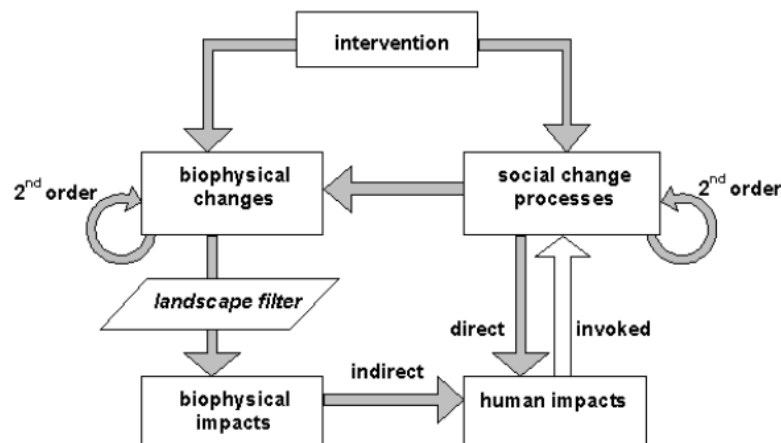 intervention
2nd order
biophysical
changes
social change
processes
2nd order
landscape filter
direct
invoked
indirect
biophysical
impacts
human impacts